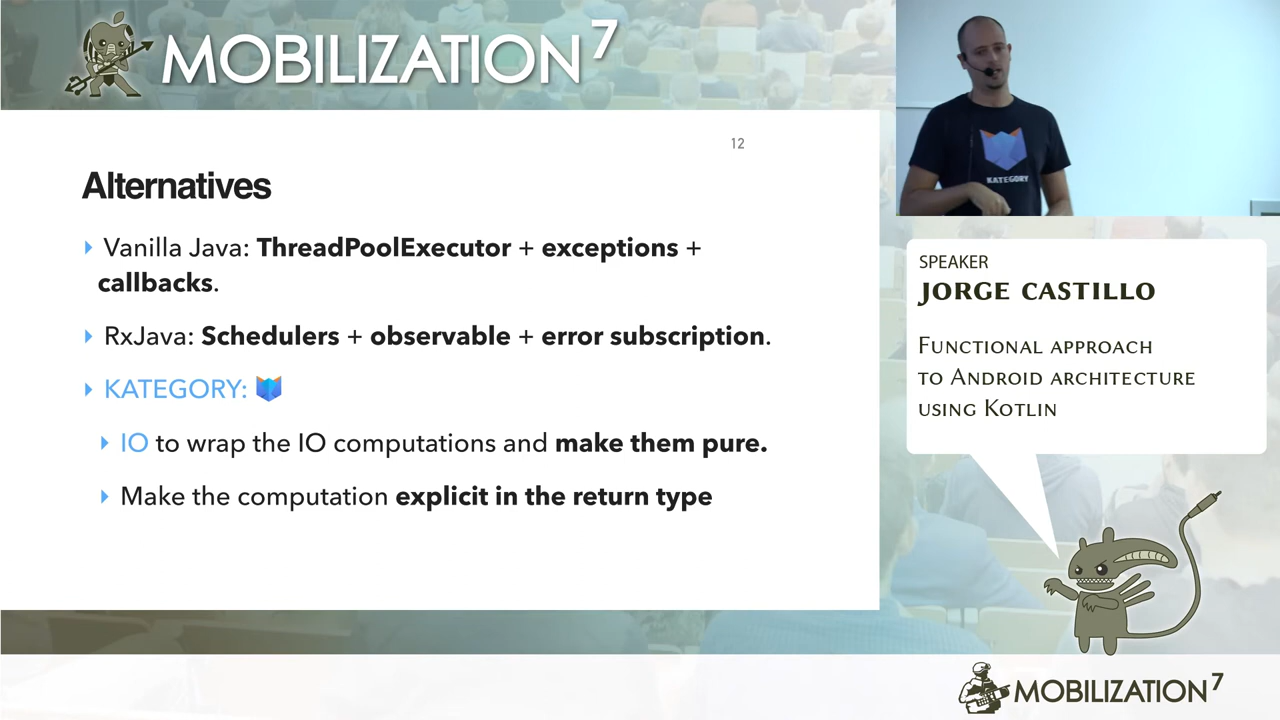 MOBILIZATION 7
12
Alternatives
Vanilla Java: ThreadPoolExecutor + exceptions +
callbacks.
RxJava: Schedulers + observable + error subscription.
KATEGORY:
IO to wrap the IO computations and make them pure.
Make the computation explicit in the return type
KATEGORY
SPEAKER
JORGE CASTILLO
FUNCTIONAL APPROACH
TO ANDROID ARCHITECTURE
USING KOTLIN
MOBILIZATION 7